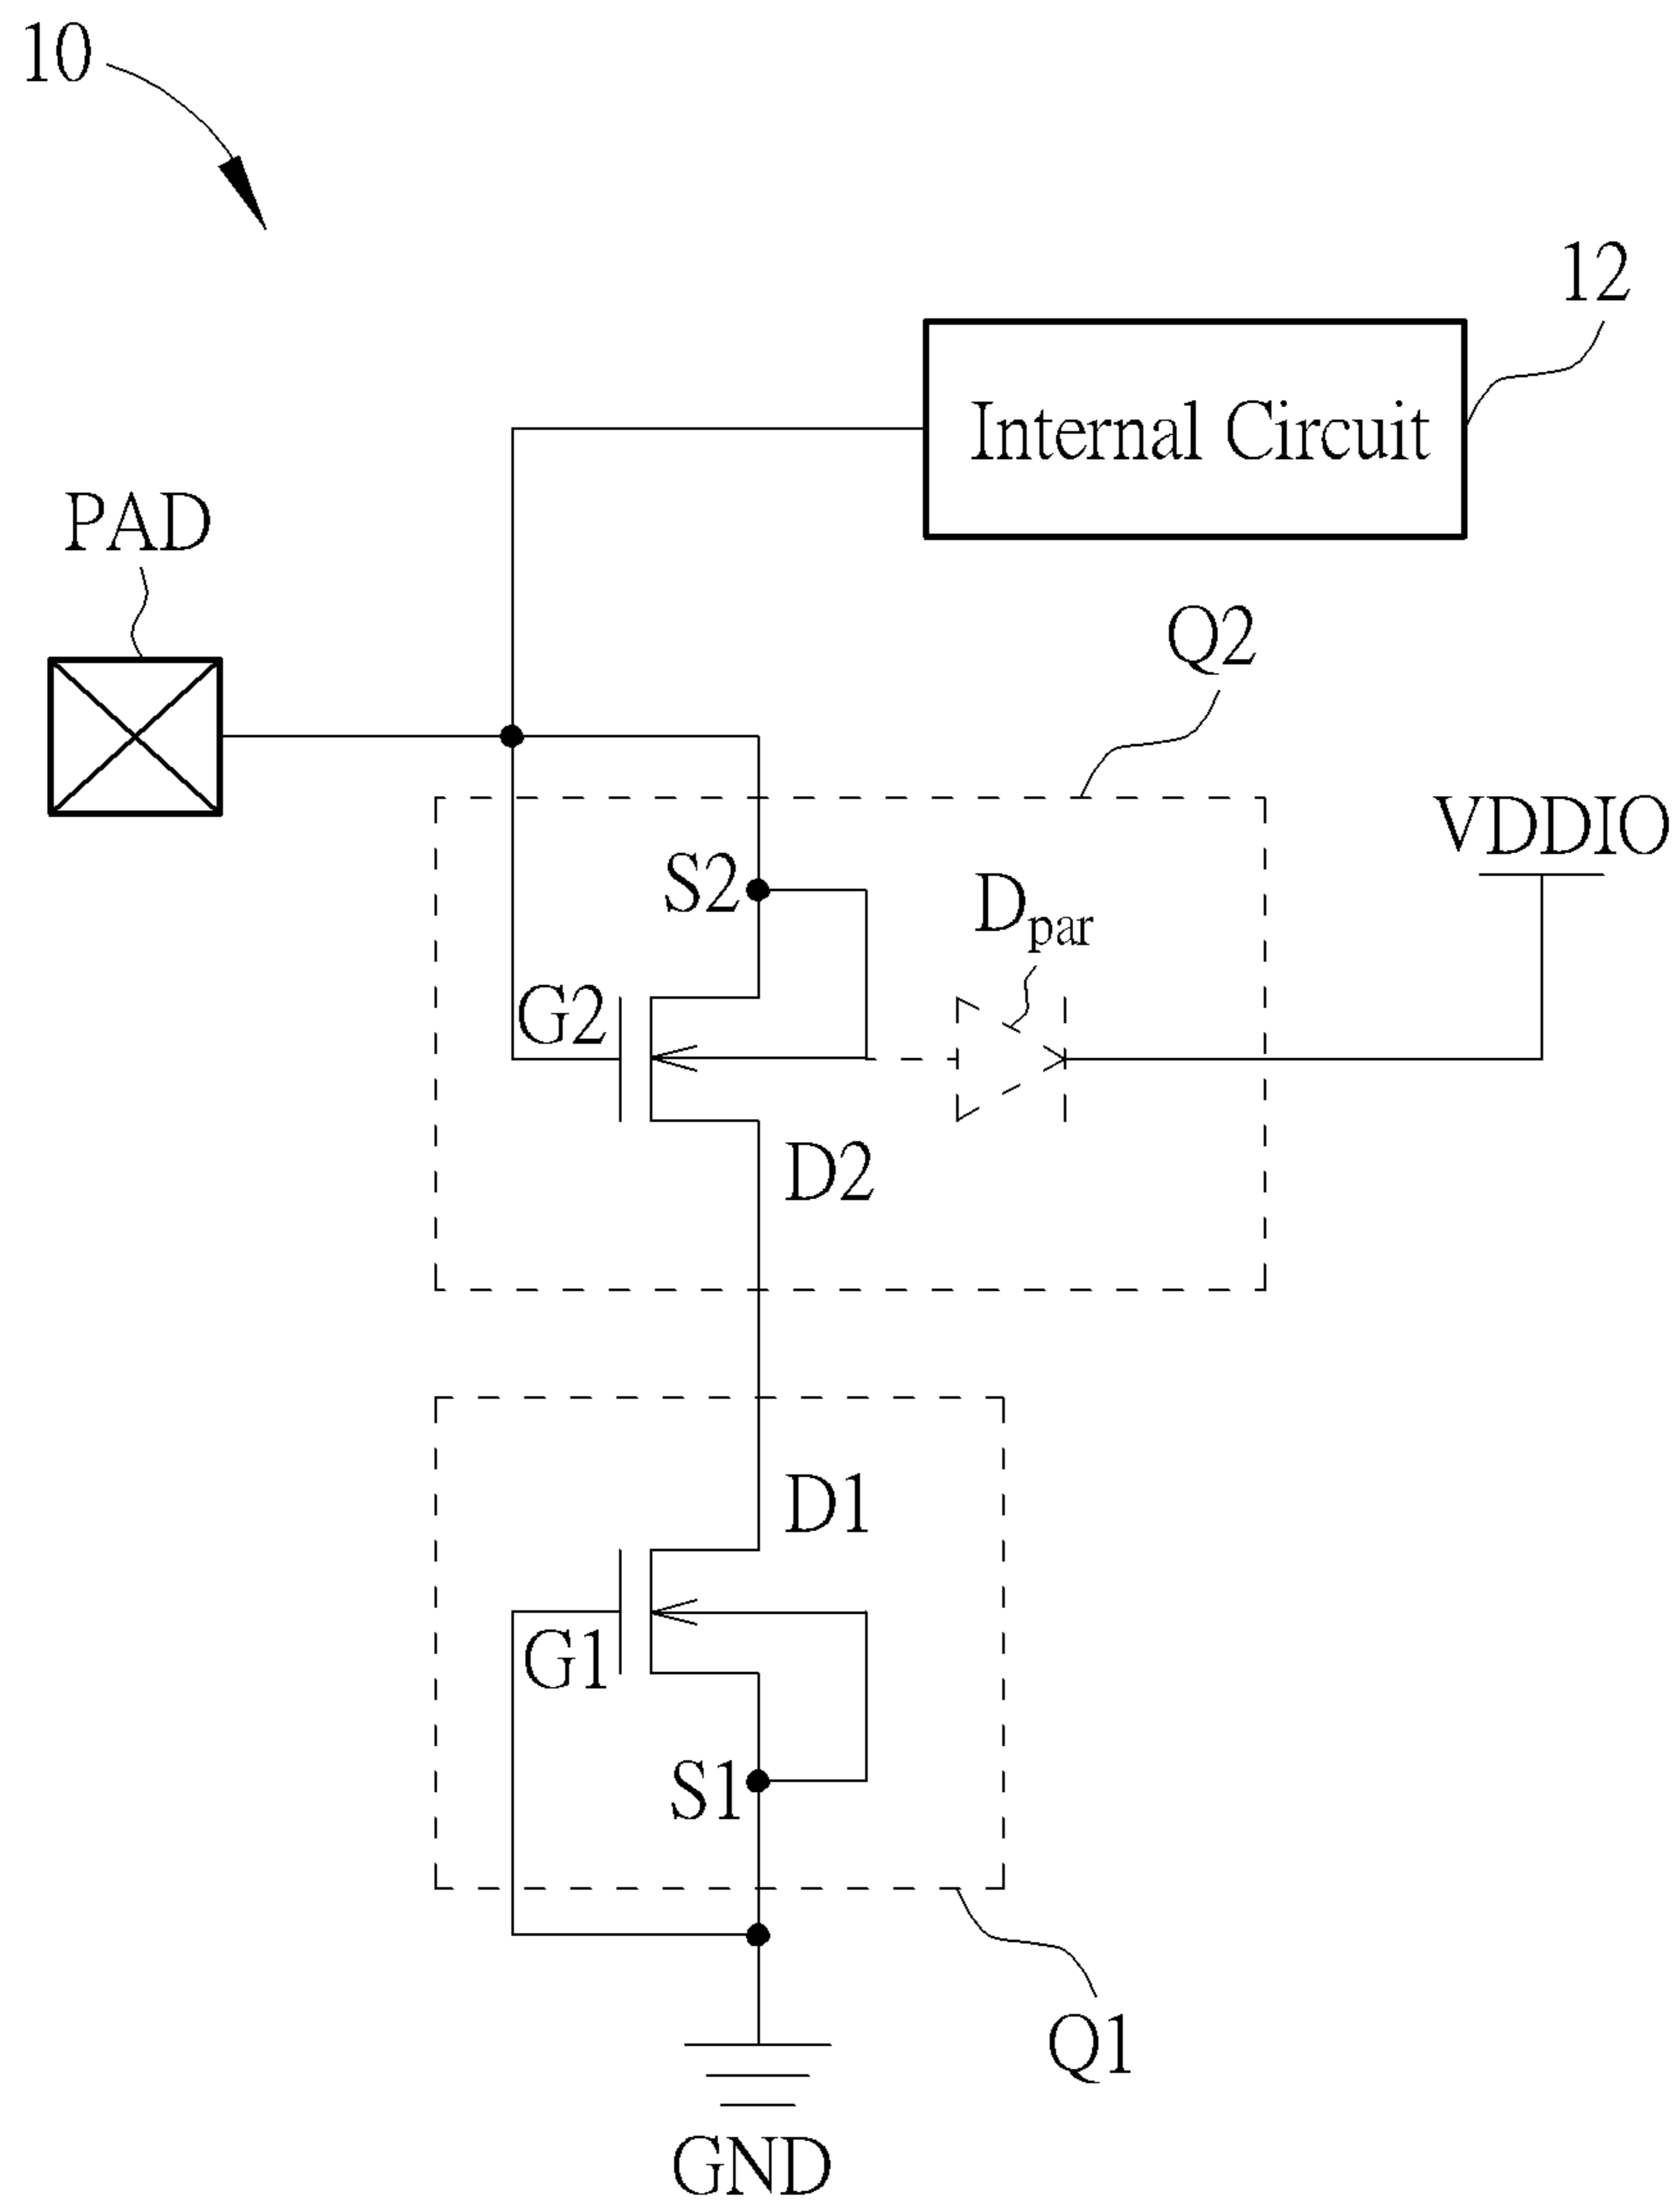 10
12
Internal Circuit
PAD
Q2
VDDIO
S2
Dpar
G2
D2
D1
G1
S1
Q1
GND